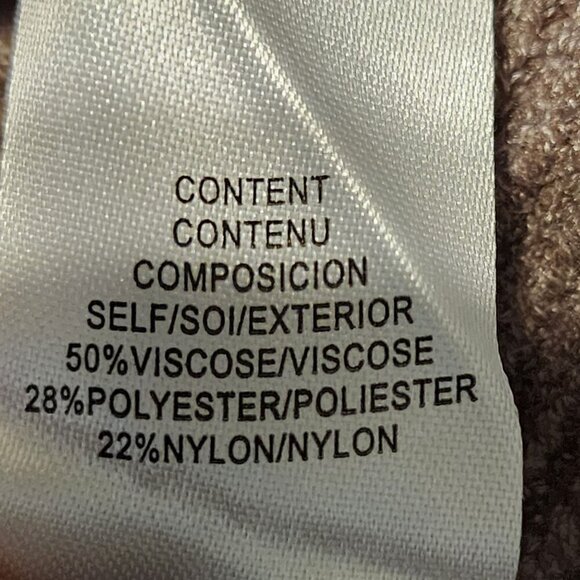 CONTENT
CONTENU
COMPOSICION
SELF/SOI/EXTERIOR
50%VISCOSE/VISCOSE
28%POLYESTER/POLIESTER
22%NYLON/NYLON